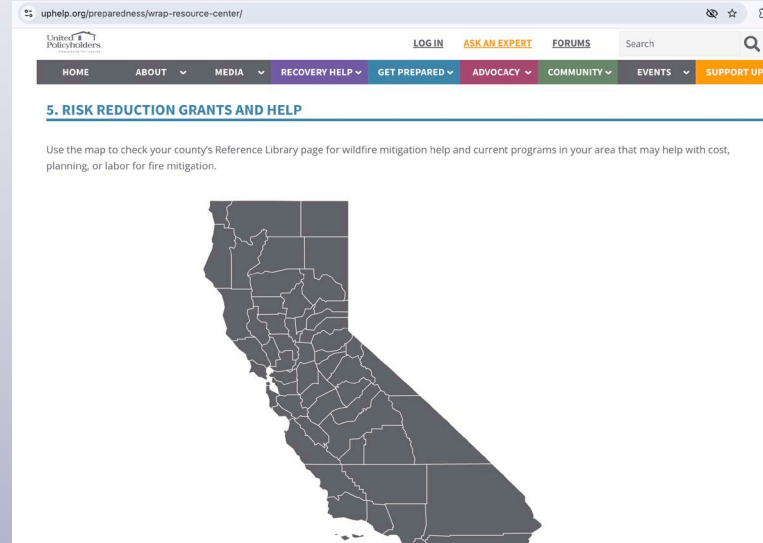 uphelp.org/preparedness/wrap-resource-center/
United
Policyholders
LOG IN ASK AN EXPERT FORUMS Search
HOME ABOUT MEDIA RECOVERY HELP GET PREPARED ADVOCACY COMMUNITY EVENTS SUPPORT UP
5. RISK REDUCTION GRANTS AND HELP
Use the map to check your county's Reference Library page for wildfire mitigation help and current programs in your area that may help with cost,
planning, or labor for fire mitigation.